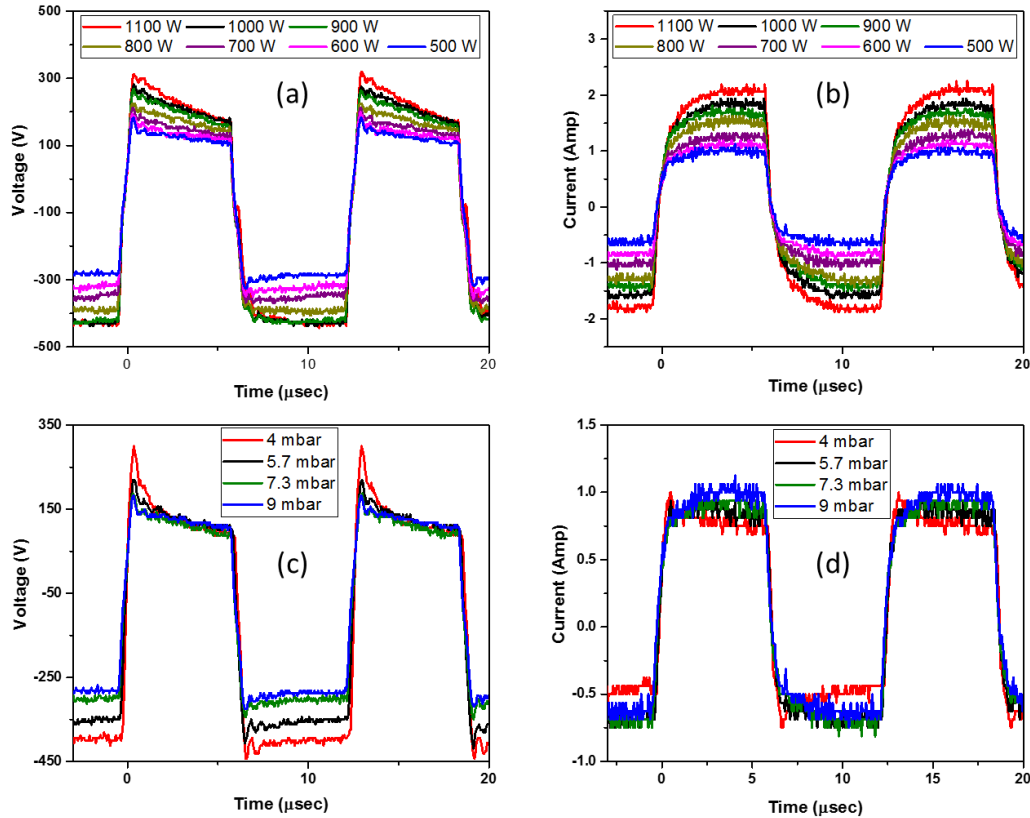 1100 W 1000 W 900 W
800 W 700 W 600 W 500 W
(a)
500
300
100
-100
-300
-500
Voltage (V)
0 10 20
Time (μsec)
1100 W 1000 W 900 W
800 W 700 W 600 W 500 W
(b)
2
1
0
-1
-2
Current (Amp)
0 5 10 15 20
Time (μsec)
4 mbar
5.7 mbar
7.3 mbar
9 mbar
(c)
350
150
-50
-250
-450
Voltage (V)
0 10 20
Time (μsec)
4 mbar
5.7 mbar
7.3 mbar
9 mbar
(d)
1.5
1.0
0.5
0.0
-0.5
-1.0
Current (Amp)
0 5 10 15 20
Time (μsec)